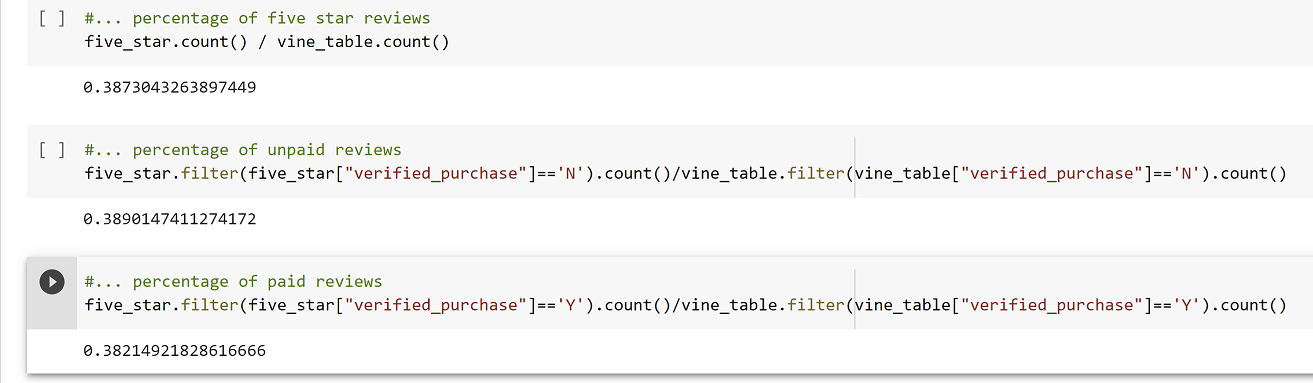 [ ] #... percentage of five star reviews
five_star.count() / vine_table.count()
0.3873043263897449
[ ] #... percentage of unpaid reviews
five_star.filter(five_star["verified_purchase"]=='N').count()/vine_table.filter(vine_table["verified_purchase"]=='N').count()
0.3890147411274172
#... percentage of paid reviews
five_star.filter(five_star["verified_purchase"]=='Y').count()/vine_table.filter(vine_table["verified_purchase"]=='Y').count()
0.38214921828616666